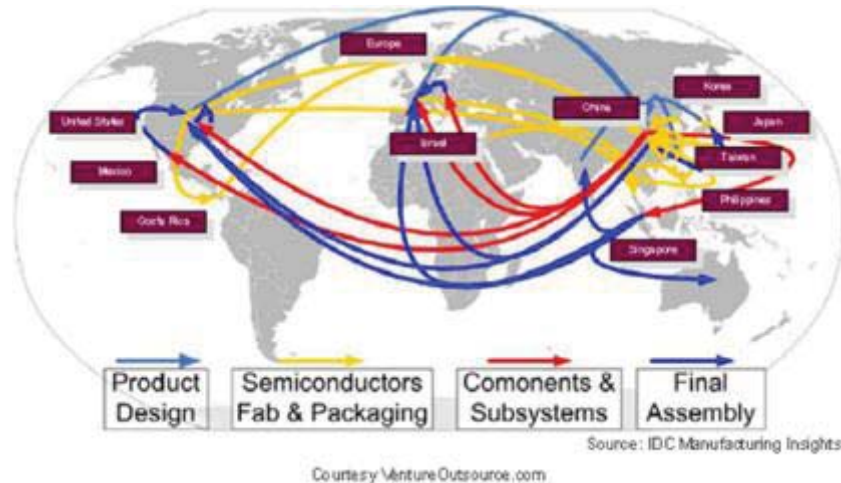 Europe
Korea
China
United States
Japan
Israel
Taiwan
Mexico
Philippines
Costa Rica
Singapore
Product
Design
Semiconductors
Fab & Packaging
Comonents &
Subsystems
Final
Assembly
Source: IDC Manufacturing Insights
Courtesy VentureOutsource.com